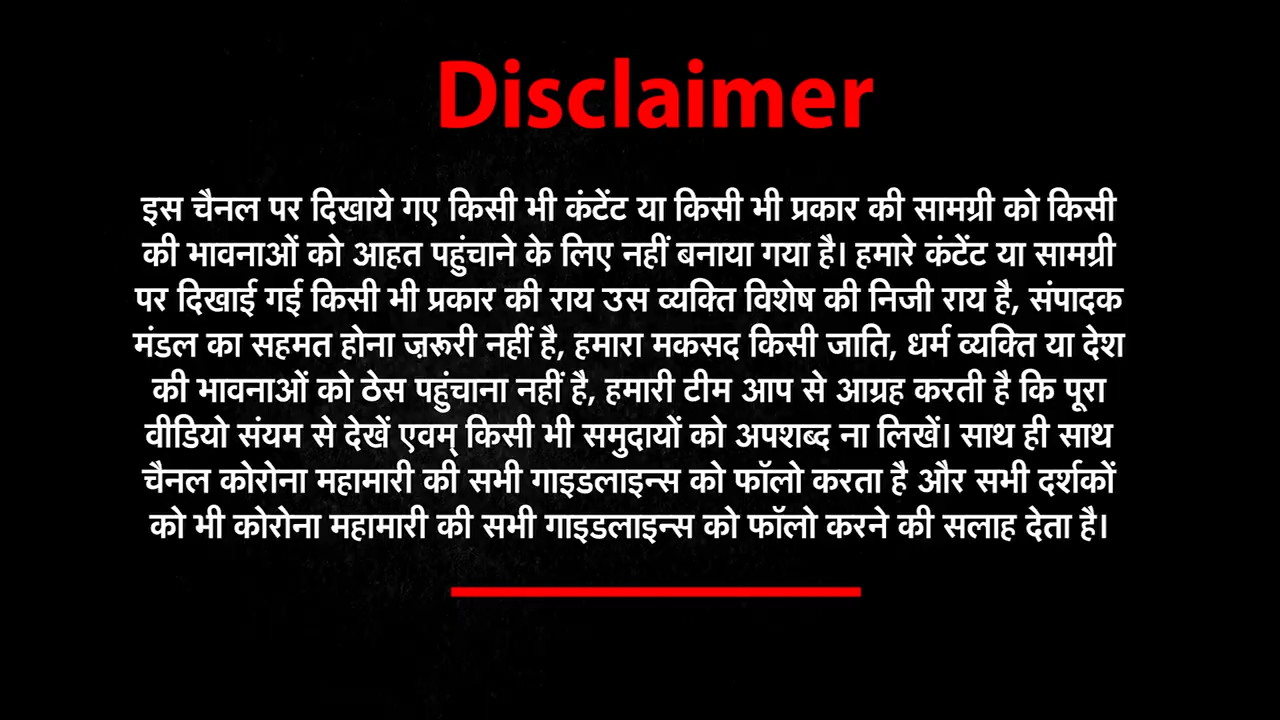 Disclaimer
इस चैनल पर दिखाये गए किसी भी कंटेंट या किसी भी प्रकार की सामग्री को किसी
की भावनाओं को आहत पहुंचाने के लिए नहीं बनाया गया है। हमारे कंटेंट या सामग्री
पर दिखाई गई किसी भी प्रकार की राय उस व्यक्ति विशेष की निजी राय है, संपादक
मंडल का सहमत होना ज़रूरी नहीं है, हमारा मकसद किसी जाति, धर्म व्यक्ति या देश
की भावनाओं को ठेस पहुंचाना नहीं है, हमारी टीम आप से आग्रह करती है कि पूरा
वीडियो संयम से देखें एवम् किसी भी समुदायों को अपशब्द ना लिखें। साथ ही साथ
चैनल कोरोना महामारी की सभी गाइडलाइन्स को फॉलो करता है और सभी दर्शकों
को भी कोरोना महामारी की सभी गाइडलाइन्स को फॉलो करने की सलाह देता है।